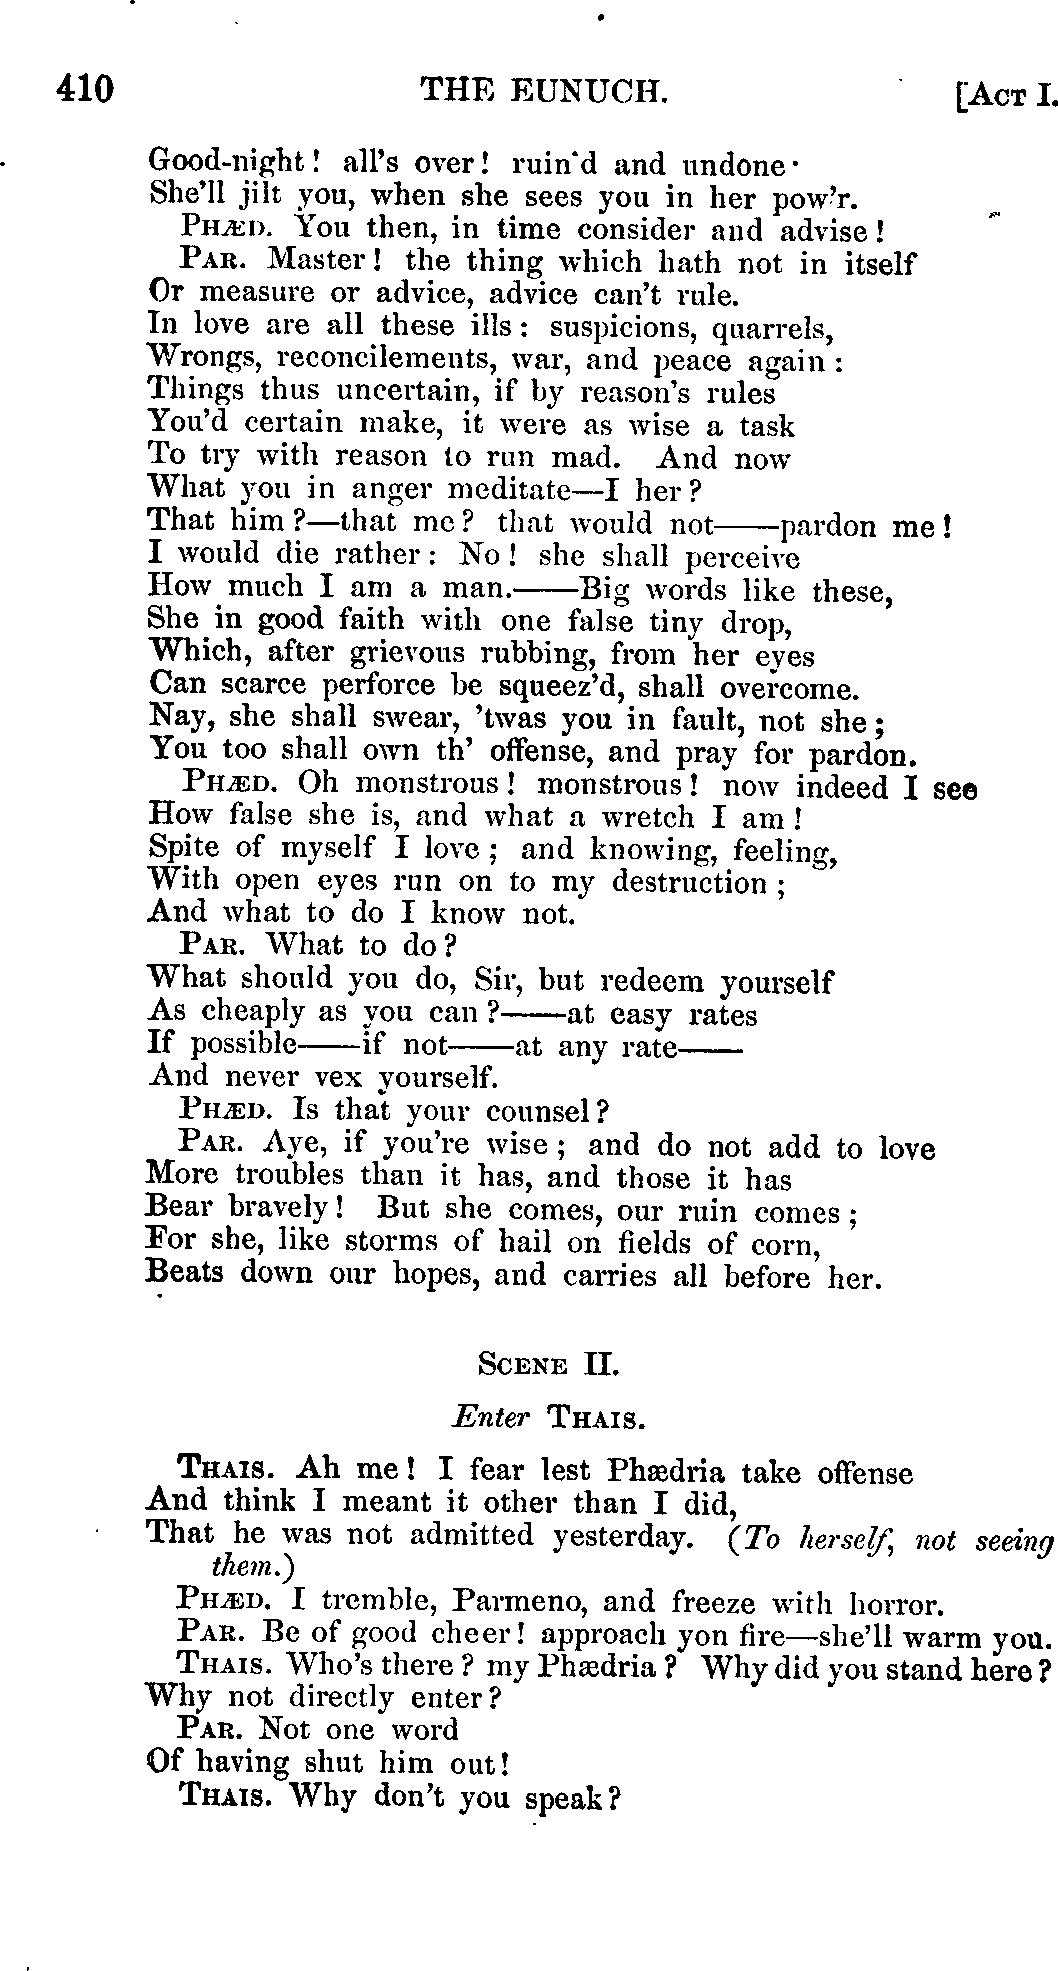 410 THE EUNUCH. [ACT I.
Good-night! all's over! ruin'd and undone·
She'll jilt you, when she sees you in her pow'r.
PHÆD. You then, in time consider and advise!
PAR. Master! the thing which hath not in itself
Or measure or advice, advice can't rule.
In love are all these ills: suspicions, quarrels,
Wrongs, reconcilements, war, and peace again:
Things thus uncertain, if by reason's rules
You'd certain make, it were as wise a task
To try with reason to run mad. And now
What you in anger meditate—I her?
That him?—that me? that would not——pardon me!
I would die rather: No! she shall perceive
How much I am a man.——Big words like these,
She in good faith with one false tiny drop,
Which, after grievous rubbing, from her eyes
Can scarce perforce be squeez'd, shall overcome.
Nay, she shall swear, 'twas you in fault, not she;
You too shall own th' offense, and pray for pardon.
PHÆD. Oh monstrous! monstrous! now indeed I see
How false she is, and what a wretch I am!
Spite of myself I love; and knowing, feeling,
With open eyes run on to my destruction;
And what to do I know not.
PAR. What to do?
What should you do, Sir, but redeem yourself
As cheaply as you can?——at easy rates
If possible——if not——at any rate——
And never vex yourself.
PHÆD. Is that your counsel?
PAR. Aye, if you're wise; and do not add to love
More troubles than it has, and those it has
Bear bravely! But she comes, our ruin comes;
For she, like storms of hail on fields of corn,
Beats down our hopes, and carries all before her.
SCENE II.
Enter THAIS.
THAIS. Ah me! I fear lest Phædria take offense
And think I meant it other than I did,
That he was not admitted yesterday. (To herself, not seeing
them.)
PHÆD. I tremble, Parmeno, and freeze with horror.
PAR. Be of good cheer! approach yon fire—she'll warm you.
THAIS. Who's there? my Phædria? Why did you stand here?
Why not directly enter?
PAR. Not one word
Of having shut him out!
THAIS. Why don't you speak?